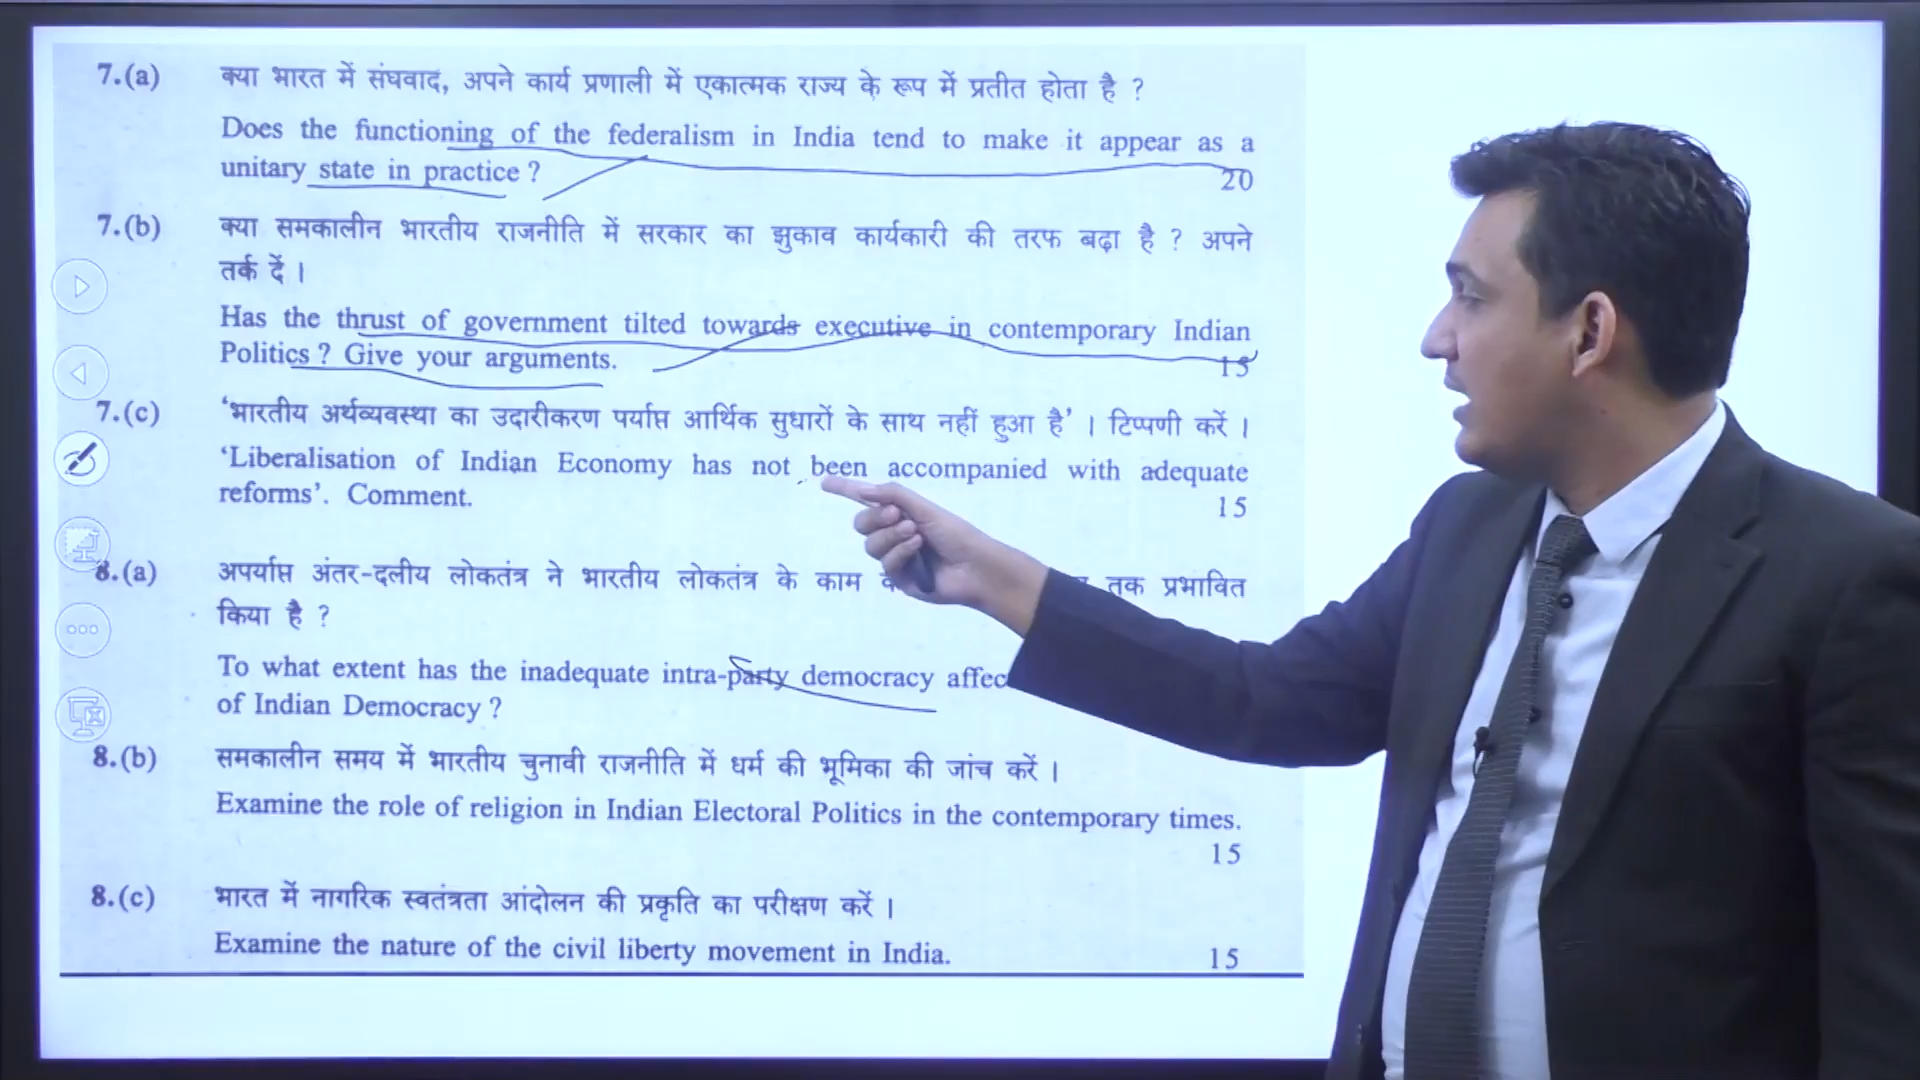 7.(a) क्या भारत में संघवाद, अपने कार्य प्रणाली में एकात्मक राज्य के रूप में प्रतीत होता है ?
Does the functioning of the federalism in India tend to make it appear as a
unitary state in practice ? 20
7.(b) क्या समकालीन भारतीय राजनीति में सरकार का झुकाव कार्यकारी की तरफ बढ़ा है ? अपने
तर्क दें ।
Has the thrust of government tilted towards executive in contemporary Indian
Politics ? Give your arguments. 15
7.(c) ‘भारतीय अर्थव्यवस्था का उदारीकरण पर्याप्त आर्थिक सुधारों के साथ नहीं हुआ है’ । टिप्पणी करें ।
‘Liberalisation of Indian Economy has not been accompanied with adequate
reforms’. Comment. 15
8.(a) अपर्याप्त अंतर-दलीय लोकतंत्र ने भारतीय लोकतंत्र के काम तक प्रभावित
किया है ?
To what extent has the inadequate intra-party democracy
of Indian Democracy ?
8.(b) समकालीन समय में भारतीय चुनावी राजनीति में धर्म की भूमिका की जांच करें ।
Examine the role of religion in Indian Electoral Politics in the contemporary times.
15
8.(c) भारत में नागरिक स्वतंत्रता आंदोलन की प्रकृति का परीक्षण करें ।
Examine the nature of the civil liberty movement in India. 15